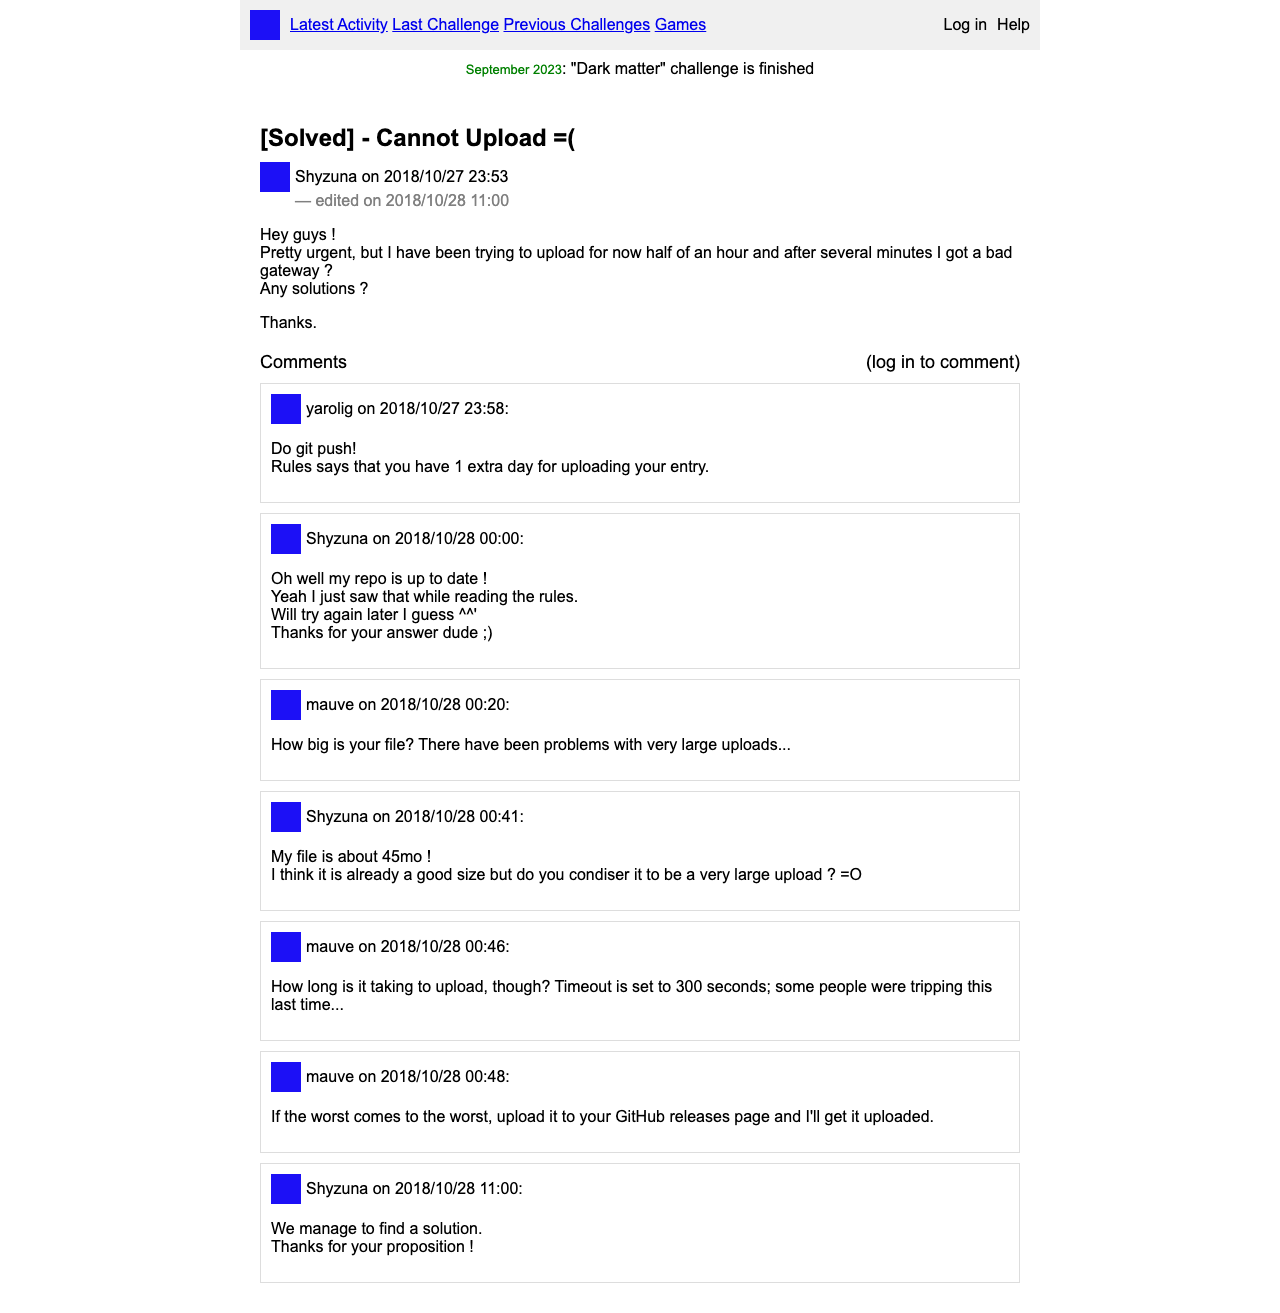 Latest Activity Last Challenge Previous Challenges Games Log in Help
September 2023: "Dark matter" challenge is finished
[Solved] - Cannot Upload =(
Shyzuna on 2018/10/27 23:53
— edited on 2018/10/28 11:00
Hey guys !
Pretty urgent, but I have been trying to upload for now half of an hour and after several minutes I got a bad
gateway ?
Any solutions ?
Thanks.
Comments (log in to comment)
yarolig on 2018/10/27 23:58:
Do git push!
Rules says that you have 1 extra day for uploading your entry.
Shyzuna on 2018/10/28 00:00:
Oh well my repo is up to date !
Yeah I just saw that while reading the rules.
Will try again later I guess ^^'
Thanks for your answer dude ;)
mauve on 2018/10/28 00:20:
How big is your file? There have been problems with very large uploads...
Shyzuna on 2018/10/28 00:41:
My file is about 45mo !
I think it is already a good size but do you condiser it to be a very large upload ? =O
mauve on 2018/10/28 00:46:
How long is it taking to upload, though? Timeout is set to 300 seconds; some people were tripping this
last time...
mauve on 2018/10/28 00:48:
If the worst comes to the worst, upload it to your GitHub releases page and I'll get it uploaded.
Shyzuna on 2018/10/28 11:00:
We manage to find a solution.
Thanks for your proposition !